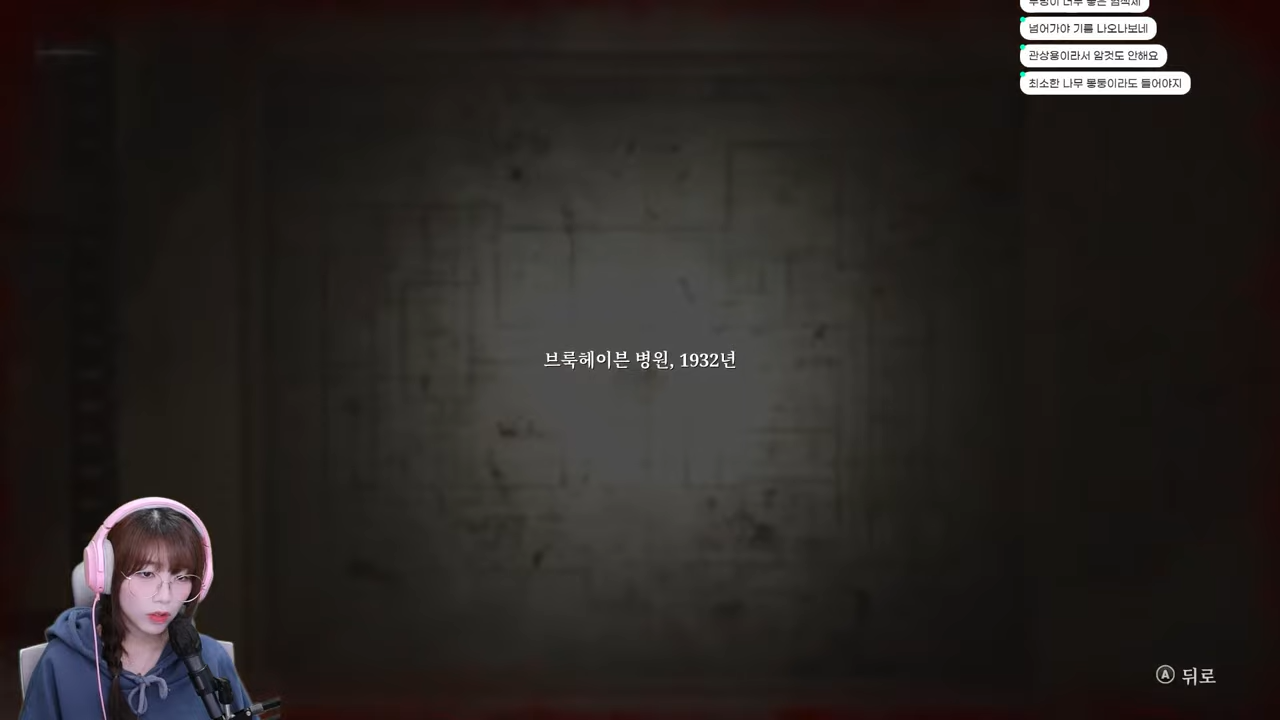 넘어가야 기름 나오나보네
관상용이라서 암것도 안해요
최소한 나무 몽둥이라도 들어야지
브룩헤이븐 병원, 1932년
A 뒤로